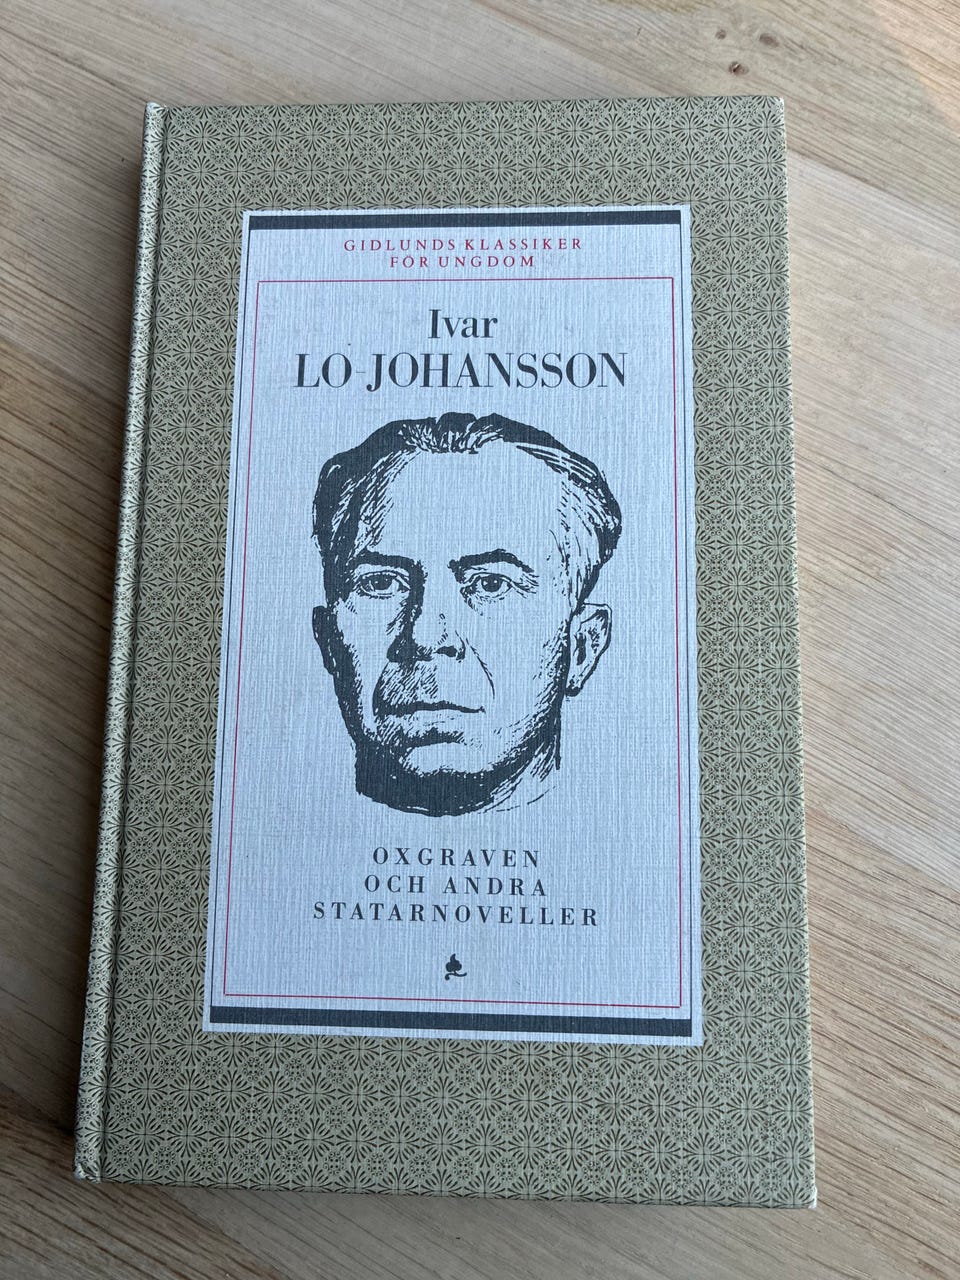 GIDLUNDS KLASSIKER
FÖR UNGDOM
Ivar
LO-JOHANSSON
OXGRAVEN
OCH ANDRA
STATARNOVELLER